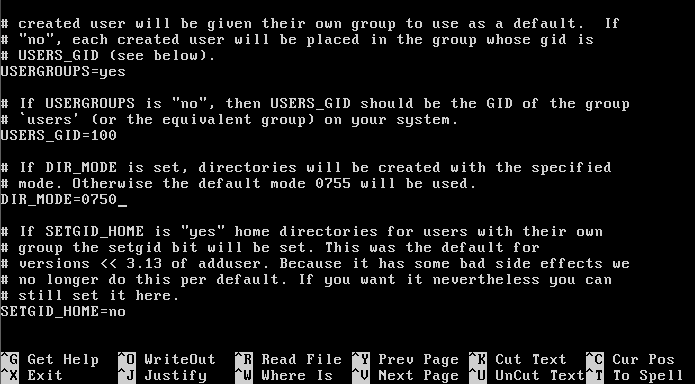 # created user will be given their own group to use as a default.  If
# "no", each created user will be placed in the group whose gid is
# USERS_GID (see below).
USERGROUPS=yes
# If USERGROUPS is "no", then USERS_GID should be the GID of the group
# `users' (or the equivalent group) on your system.
USERS_GID=100
# If DIR_MODE is set, directories will be created with the specified
# mode. Otherwise the default mode 0755 will be used.
DIR_MODE=0750_
# If SETGID_HOME is "yes" home directories for users with their own
# group the setgid bit will be set. This was the default for
# versions << 3.13 of adduser. Because it has some bad side effects we
# no longer do this per default. If you want it nevertheless you can
# still set it here.
SETGID_HOME=no
^G Get Help  ^O WriteOut  ^R Read File ^Y Prev Page ^K Cut Text  ^C Cur Pos
^X Exit      ^J Justify   ^W Where Is  ^V Next Page ^U UnCut Text^T To Spell